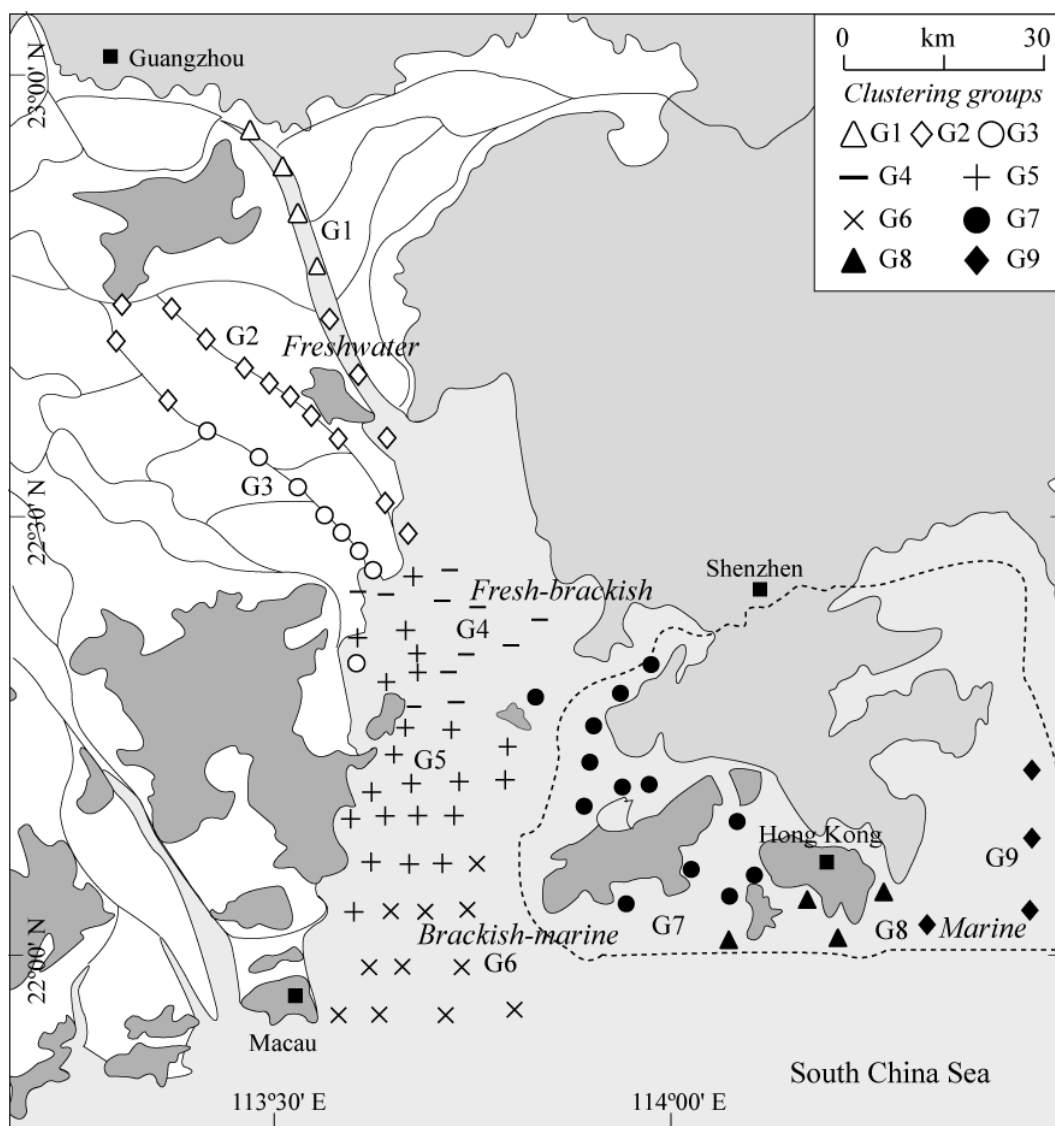 Guangzhou
0 km 30
Clustering groups
G1 G2 G3
G4 G5
G6 G7
G8 G9
23°00' N
G1
G2
Freshwater
G3
22°30' N
Shenzhen
Fresh-brackish
G4
G5
Hong Kong
G9
G7
G8
Marine
Brackish-marine
G6
22°00' N
Macau
South China Sea
113°30' E
114°00' E